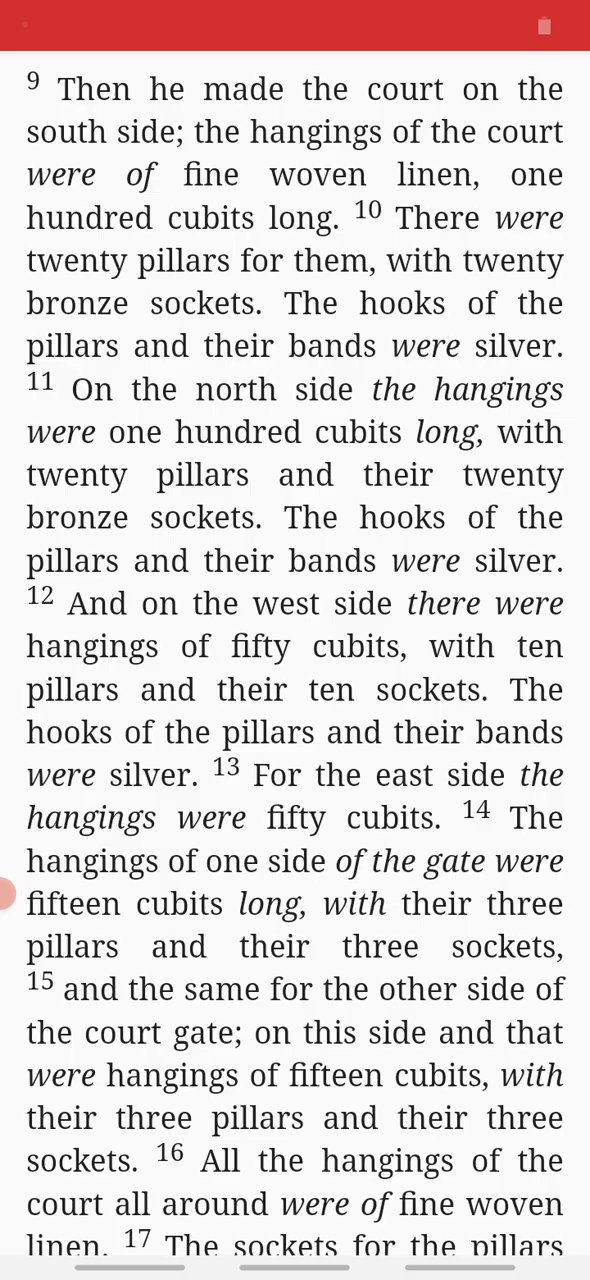 9 Then he made the court on the
south side; the hangings of the court
were of fine woven linen, one
hundred cubits long. 10 There were
twenty pillars for them, with twenty
bronze sockets. The hooks of the
pillars and their bands were silver.
11 On the north side the hangings
were one hundred cubits long, with
twenty pillars and their twenty
bronze sockets. The hooks of the
pillars and their bands were silver.
12 And on the west side there were
hangings of fifty cubits, with ten
pillars and their ten sockets. The
hooks of the pillars and their bands
were silver. 13 For the east side the
hangings were fifty cubits. 14 The
hangings of one side of the gate were
fifteen cubits long, with their three
pillars and their three sockets,
15 and the same for the other side of
the court gate; on this side and that
were hangings of fifteen cubits, with
their three pillars and their three
sockets. 16 All the hangings of the
court all around were of fine woven
linen. 17 The sockets for the pillars